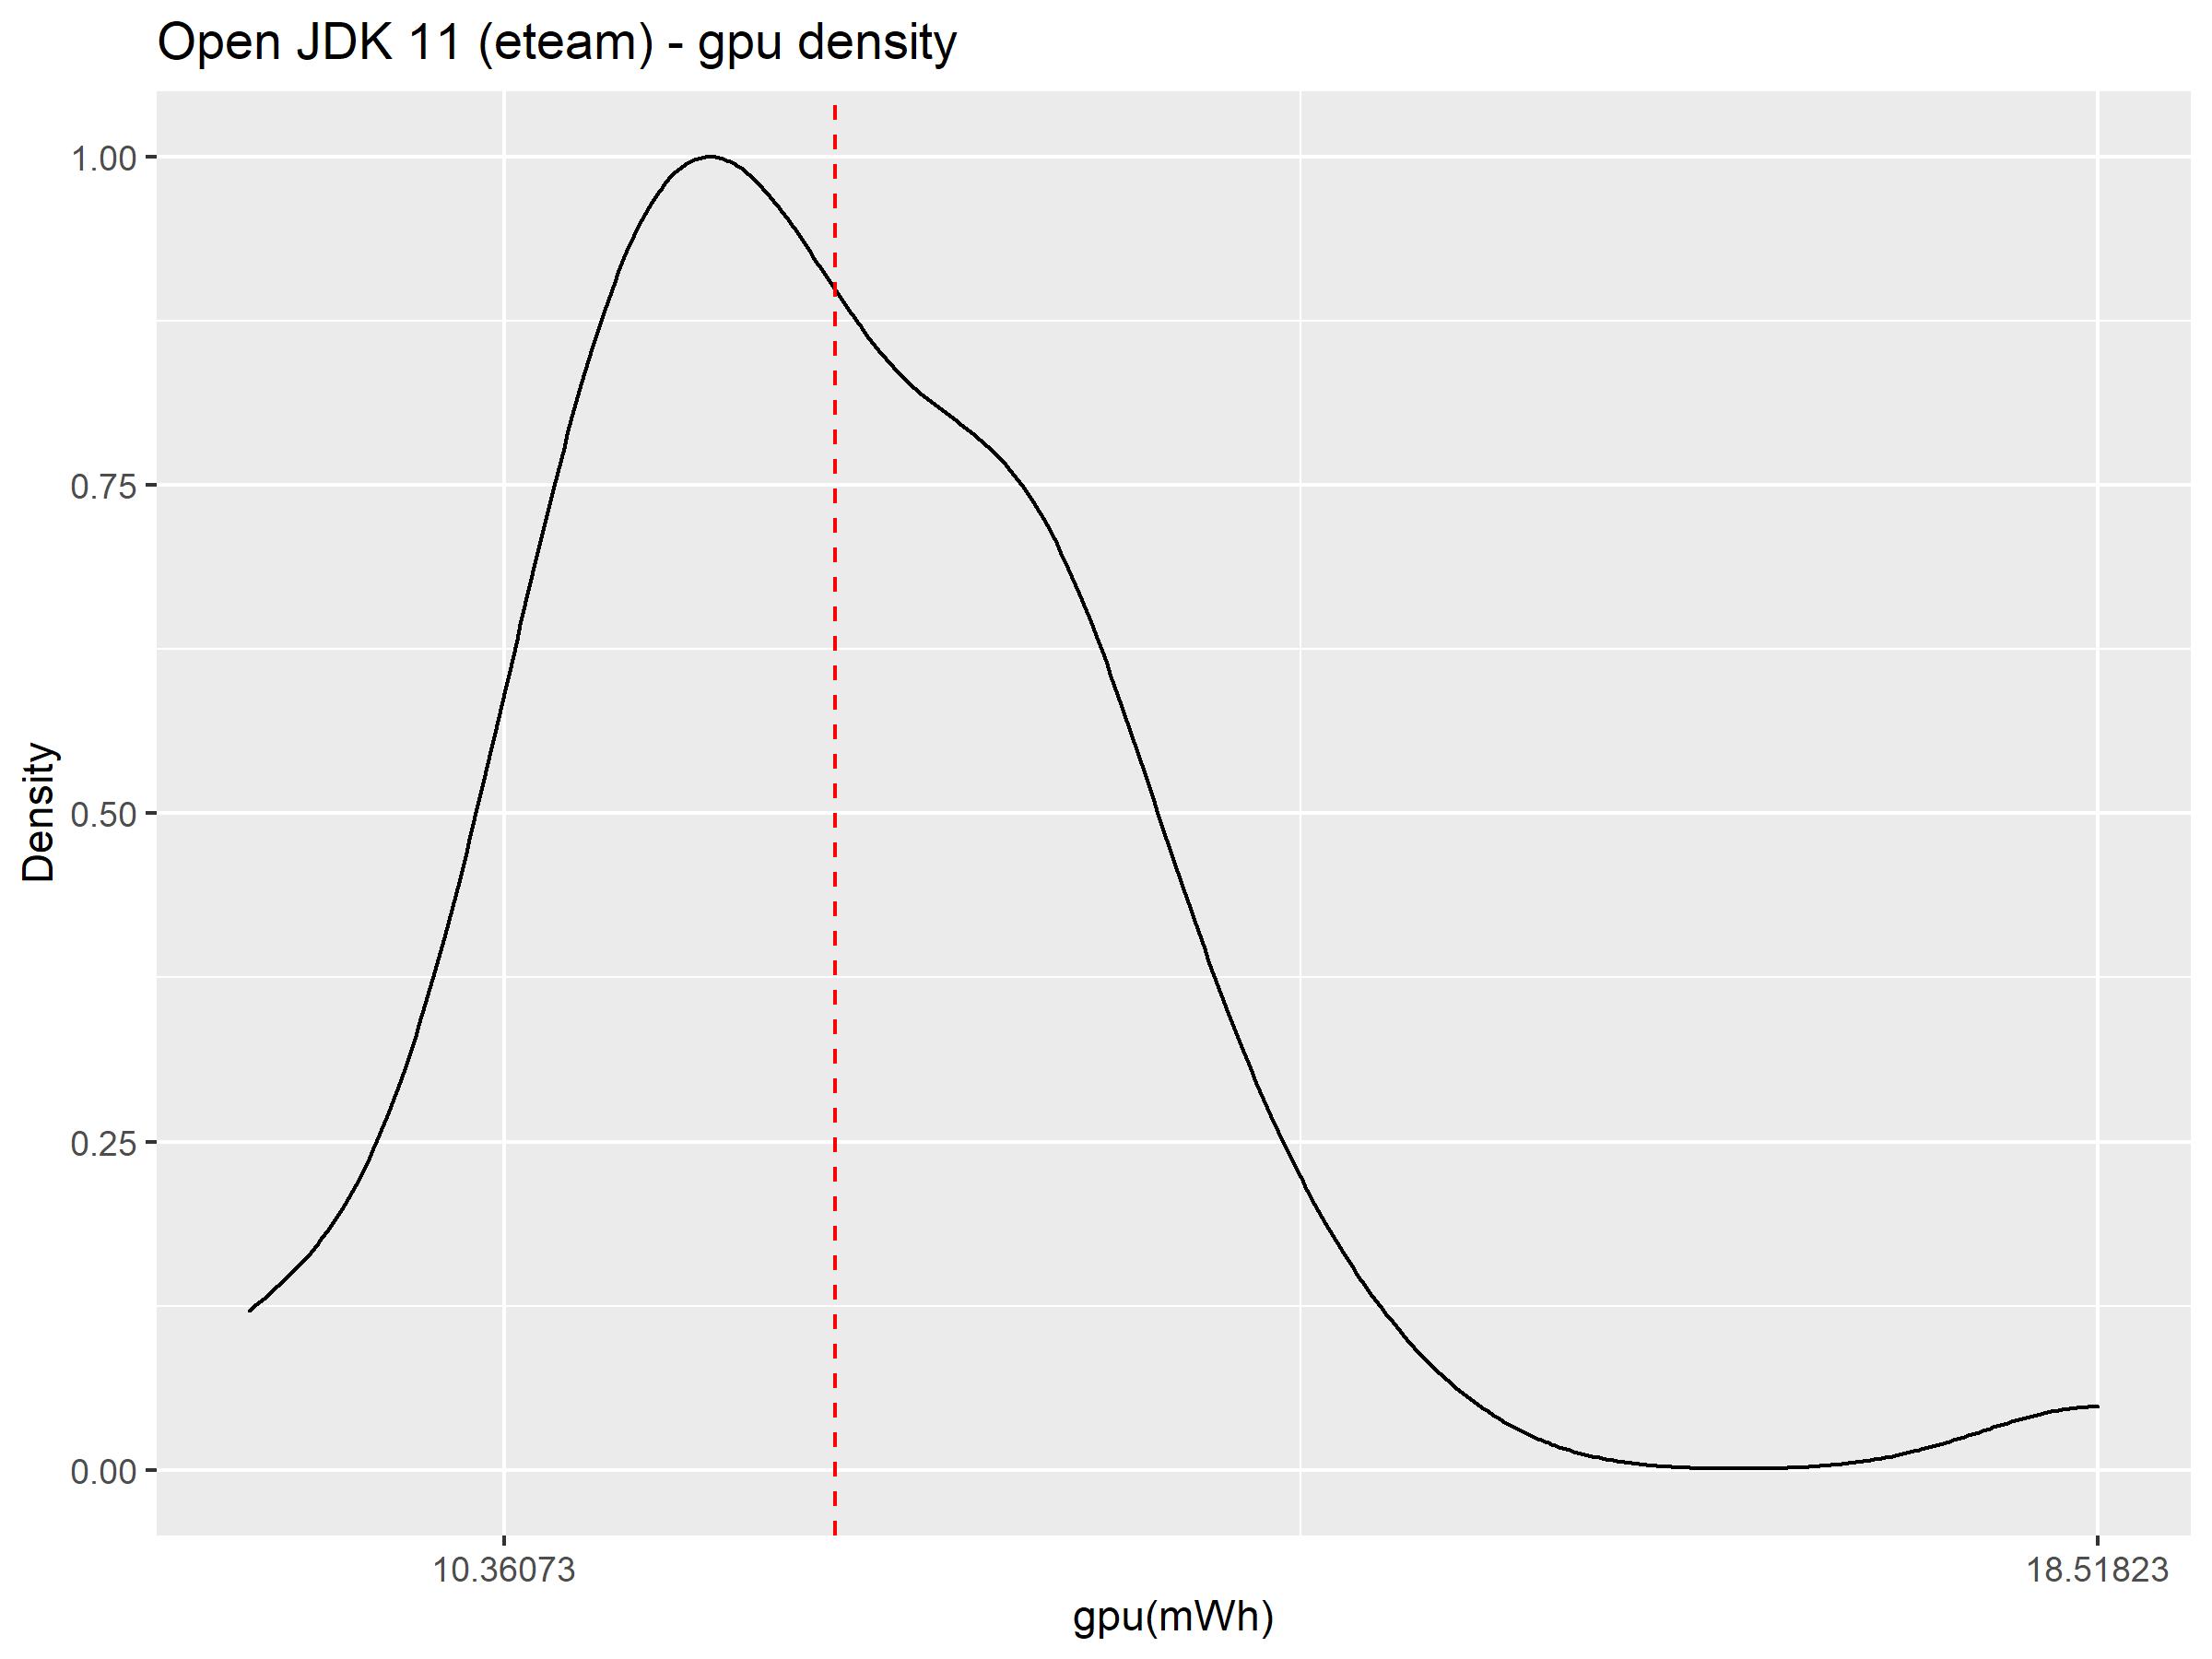 Open JDK 11 (eteam) - gpu density
Density
1.00
0.75
0.50
0.25
0.00
10.36073
18.51823
gpu(mWh)